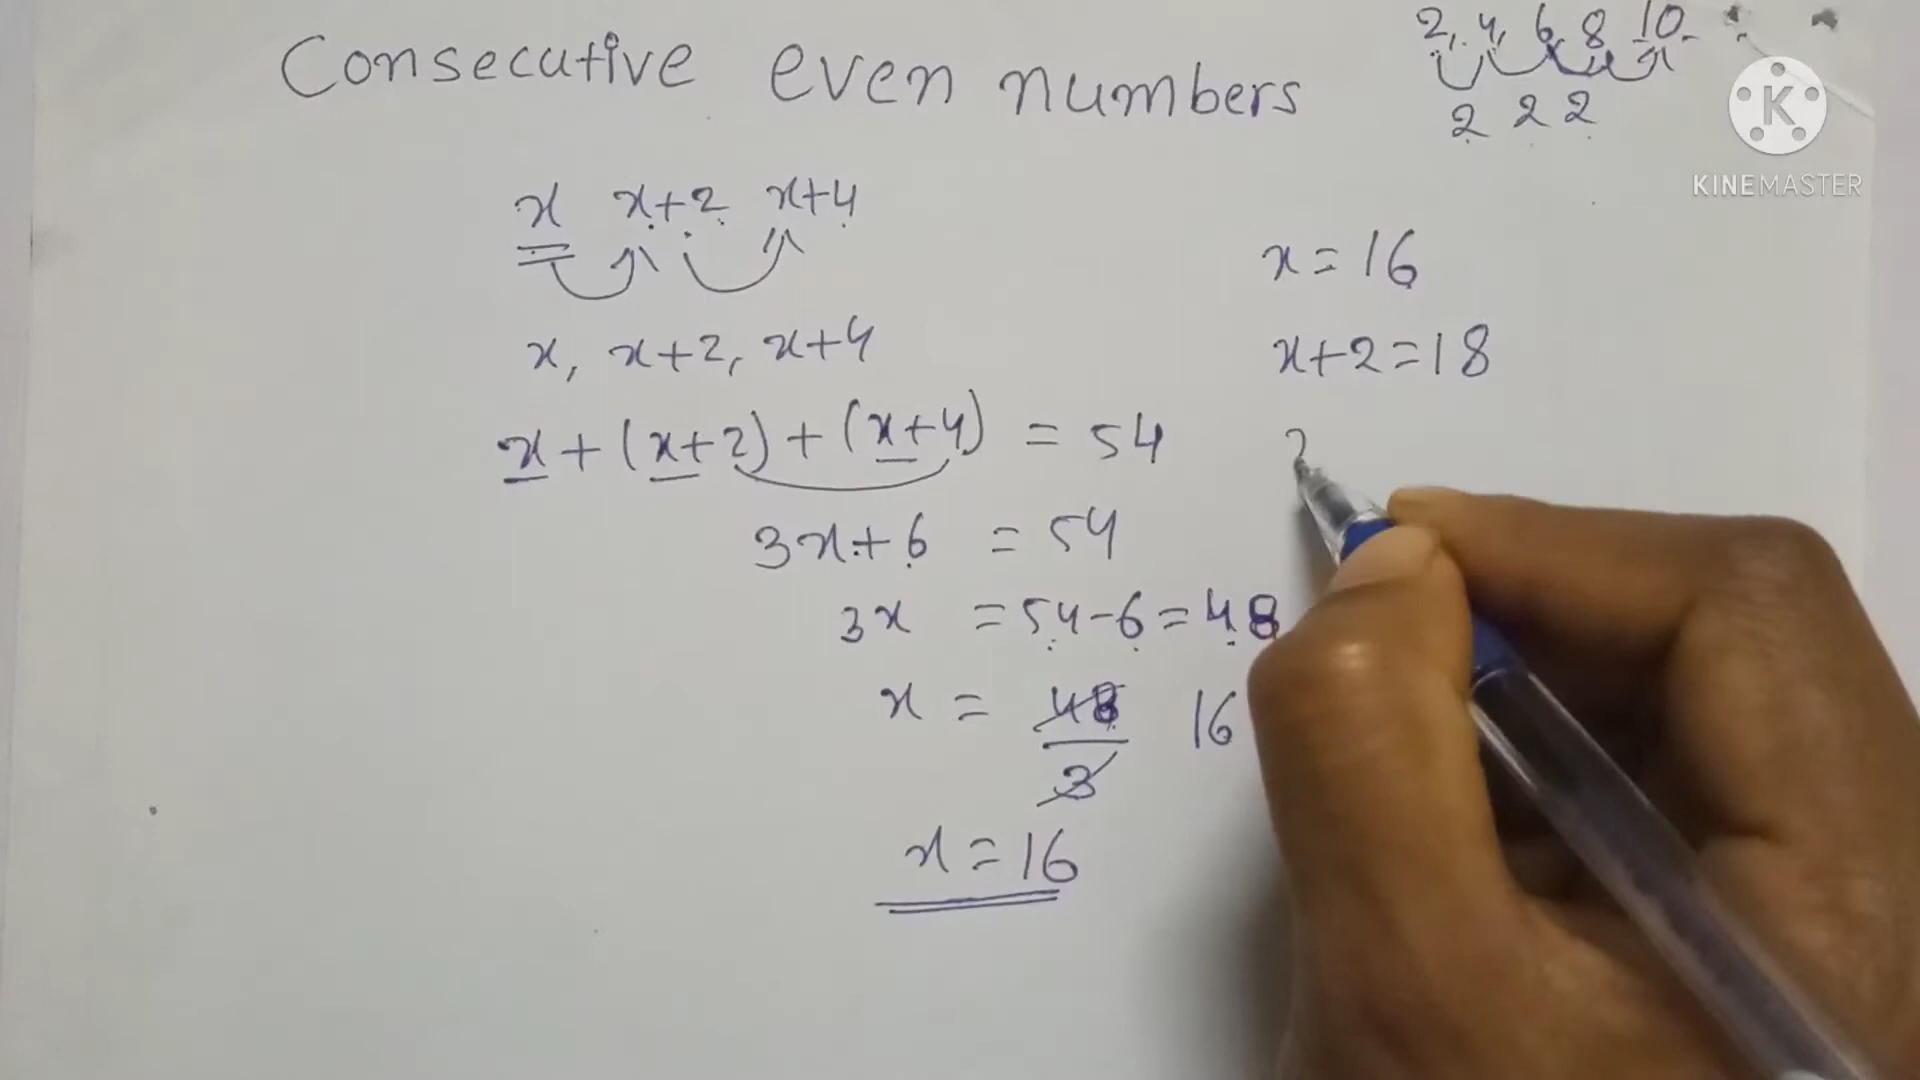 2, 4, 6 8 10
Consecutive even numbers
2 2 2
K
KINEMASTER
x x+2 x+4
x = 16
x, x+2, x+4
x+2 = 18
x + (x+2) + (x+4) = 54
3x + 6 = 54
3x = 54 - 6 = 48
x = 48/3 16
x = 16